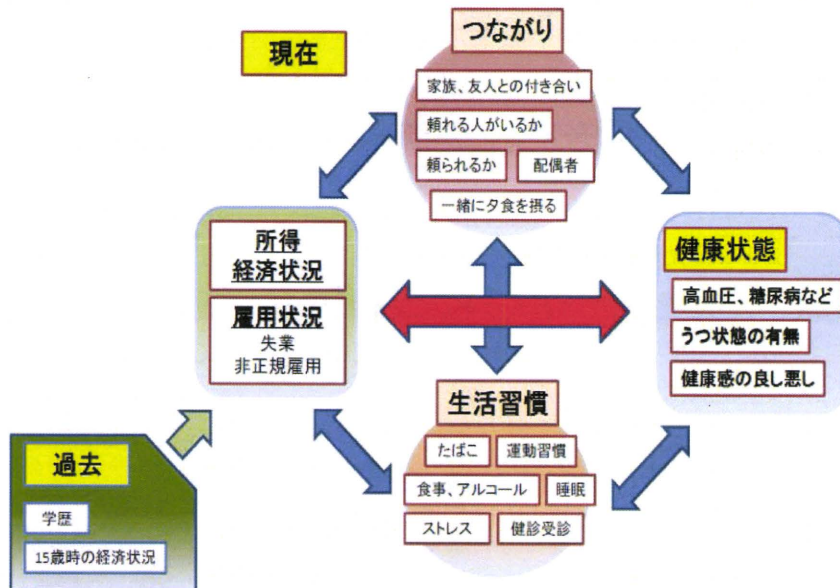 現在
つながり
家族、友人との付き合い
頼れる人がいるか
頼られるか
配偶者
一緒に夕食を摂る
所得
経済状況
雇用状況
失業
非正規雇用
健康状態
高血圧、糖尿病など
うつ状態の有無
健康感の良し悪し
生活習慣
たばこ
運動習慣
食事、アルコール
睡眠
ストレス
健診受診
過去
学歴
15歳時の経済状況